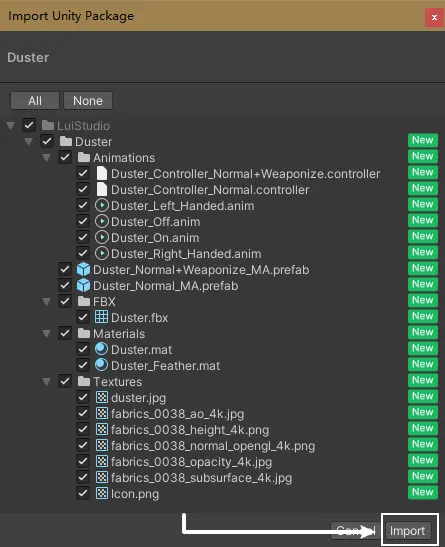 Import Unity Package x
Duster
All None
LuiStudio
Duster New
Animations New
Duster_Controller_Normal+Weaponize.controller New
Duster_Controller_Normal.controller New
Duster_Left_Handed.anim New
Duster_Off.anim New
Duster_On.anim New
Duster_Right_Handed.anim New
Duster_Normal+Weaponize_MA.prefab New
Duster_Normal_MA.prefab New
FBX New
Duster.fbx New
Materials New
Duster.mat New
Duster_Feather.mat New
Textures New
duster.jpg New
fabrics_0038_ao_4k.jpg New
fabrics_0038_height_4k.png New
fabrics_0038_normal_opengl_4k.png New
fabrics_0038_opacity_4k.jpg New
fabrics_0038_subsurface_4k.jpg New
Icon.png New
Import